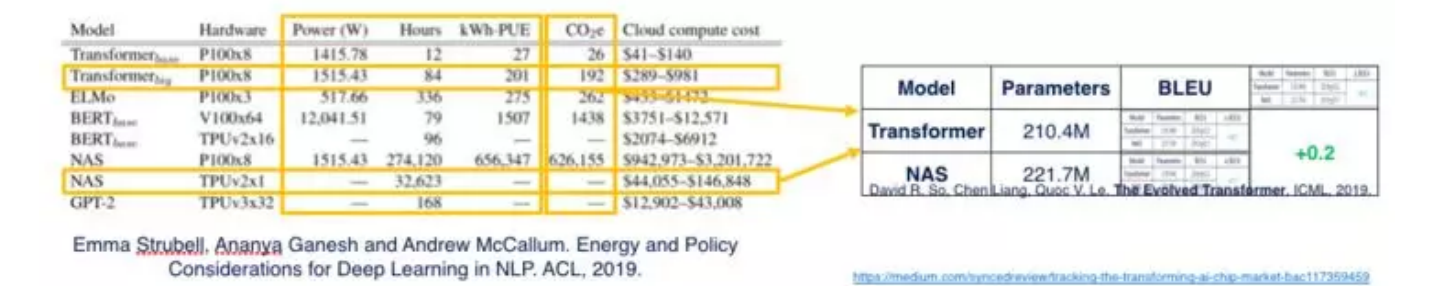 Model Hardware Power (W) Hours kWh·PUE CO2e Cloud compute cost
Transformerbase P100x8 1415.78 12 27 26 $41–$140
Transformerbig P100x8 1515.43 84 201 192 $289–$981
ELMo P100x3 517.66 336 275 262 $433–$1472
BERTbase V100x64 12,041.51 79 1507 1438 $3751–$12,571
BERTbase TPUv2x16 — 96 — — $2074–$6912
NAS P100x8 1515.43 274,120 656,347 626,155 $942,973–$3,201,722
NAS TPUv2x1 — 32,623 — — $44,055–$146,848
GPT-2 TPUv3x32 — 168 — — $12,902–$43,008
Emma Strubell, Ananya Ganesh and Andrew McCallum. Energy and Policy
Considerations for Deep Learning in NLP. ACL, 2019.
Model Parameters BLEU
Transformer 210.4M
+0.2
NAS 221.7M
David R. So, Chen Liang, Quoc V. Le. The Evolved Transformer. ICML, 2019.
https://medium.com/syncedreview/tracking-the-transforming-ai-chip-market-bac117359459